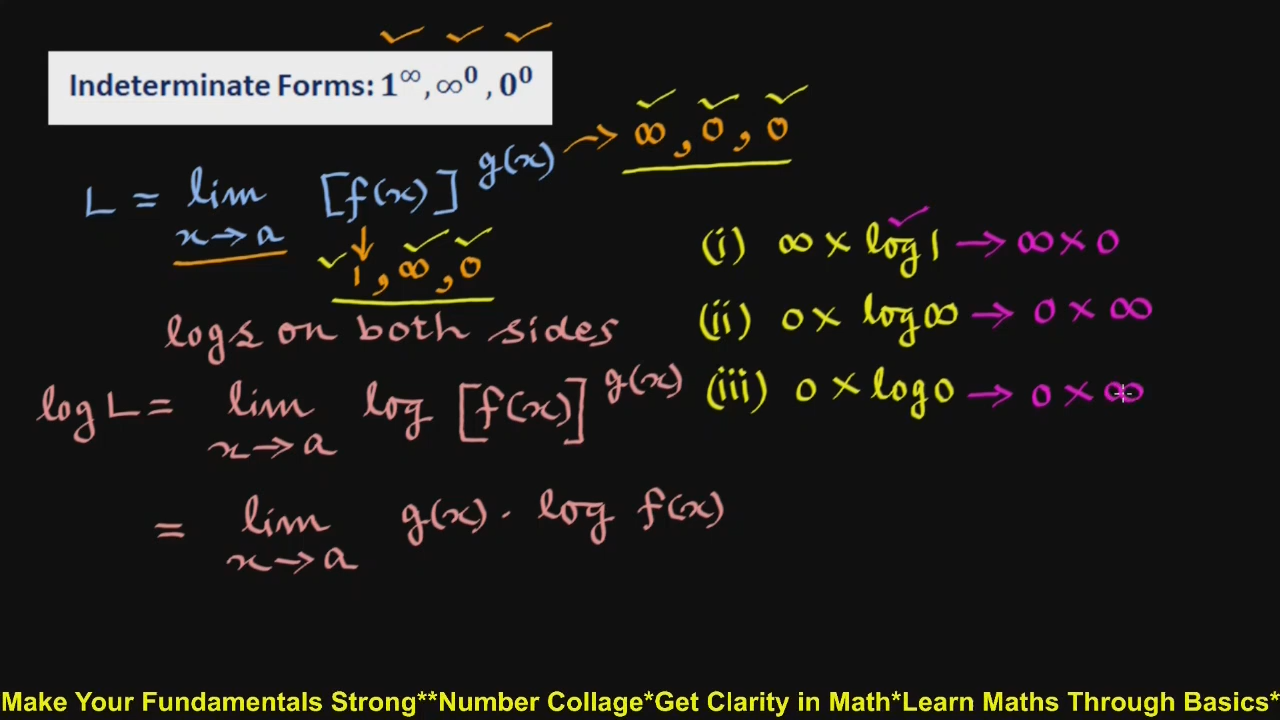 Indeterminate Forms: 1^∞, ∞^0, 0^0
L = lim x→a [f(x)]^g(x) → ∞, 0, 0
↓ 1, ∞, 0
logs on both sides
log L = lim x→a log [f(x)]^g(x)
= lim x→a g(x) · log f(x)
(i) ∞ × log 1 → ∞ × 0
(ii) 0 × log ∞ → 0 × ∞
(iii) 0 × log 0 → 0 × ∞
Make Your Fundamentals Strong**Number Collage*Get Clarity in Math*Learn Maths Through Basics*